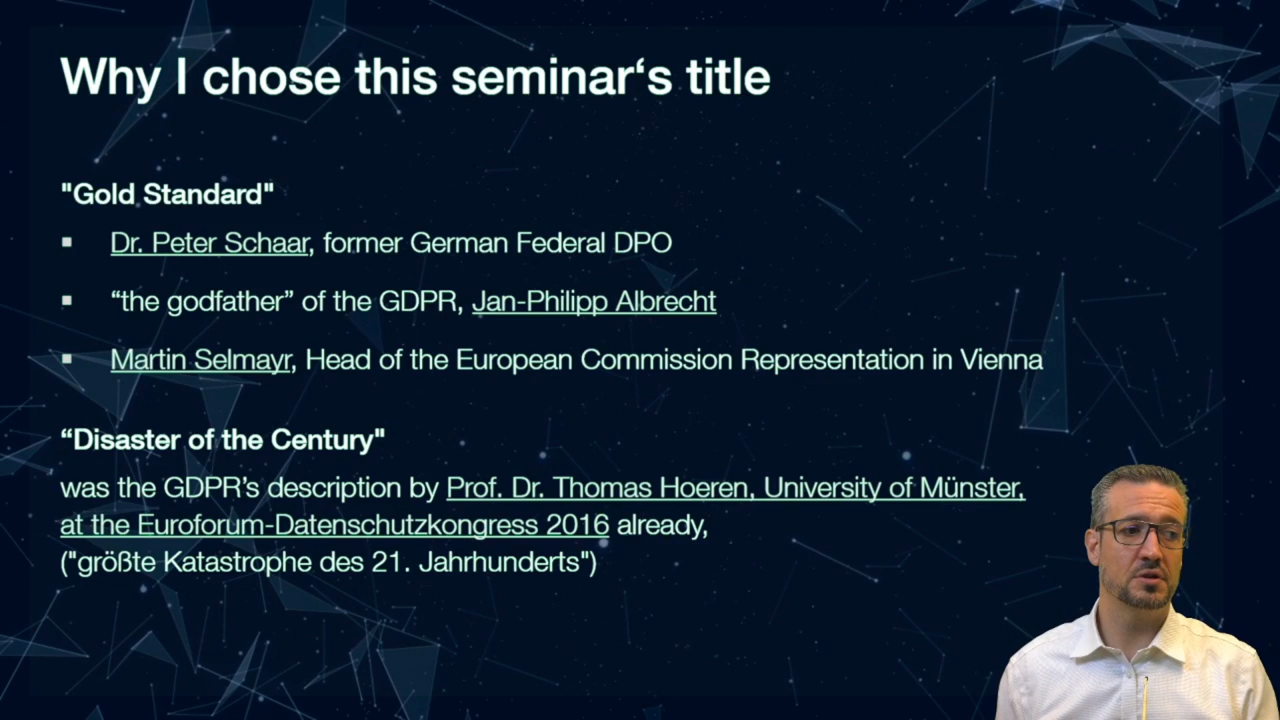 Why I chose this seminar‘s title
"Gold Standard"
▪ Dr. Peter Schaar, former German Federal DPO
▪ “the godfather” of the GDPR, Jan-Philipp Albrecht
▪ Martin Selmayr, Head of the European Commission Representation in Vienna
“Disaster of the Century"
was the GDPR’s description by Prof. Dr. Thomas Hoeren, University of Münster,
at the Euroforum-Datenschutzkongress 2016 already,
("größte Katastrophe des 21. Jahrhunderts")